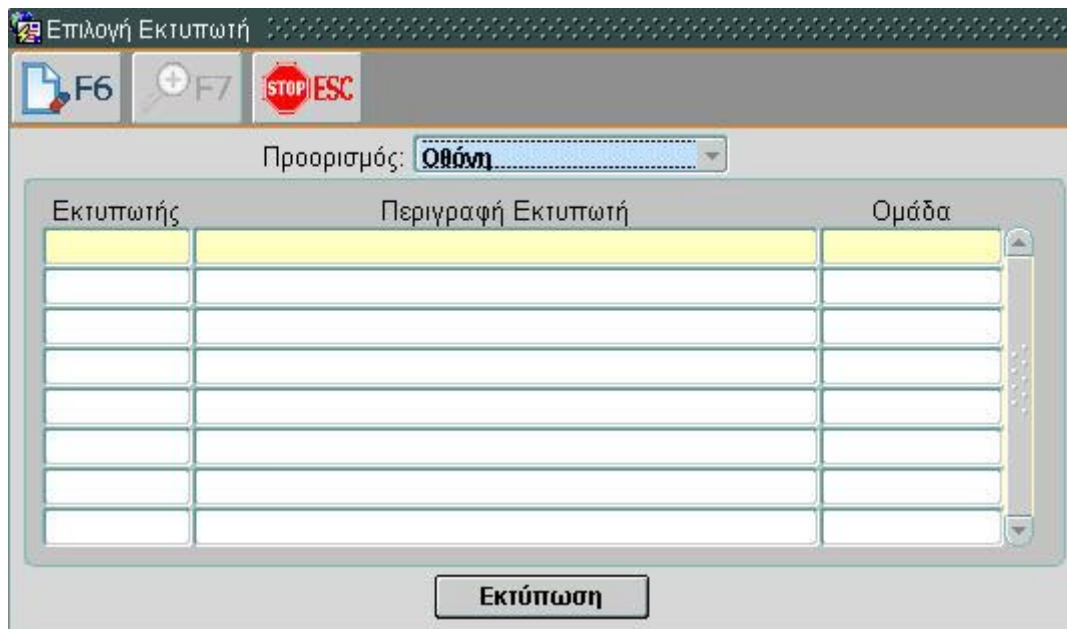 Επιλογή Εκτυπωτή
F6 F7 STOP ESC
Προορισμός: Οθόνη
Εκτυπωτής Περιγραφή Εκτυπωτή Ομάδα
Εκτύπωση